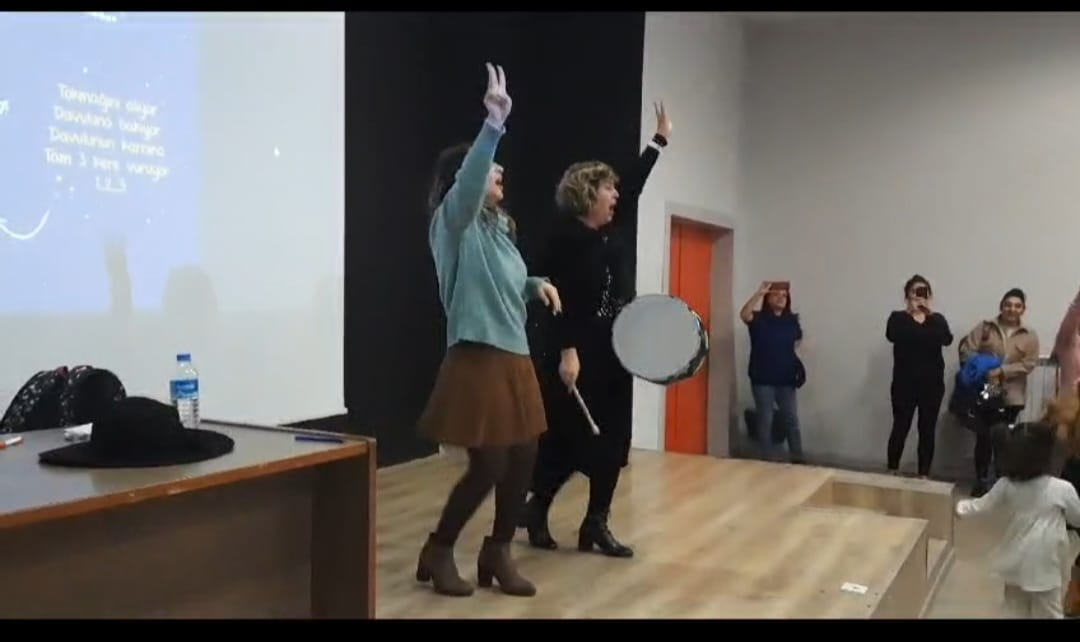 Tokmağını alıyor
Davuluna bakıyor
Davulunun karnına
Tam 3 kere vuruyor
1,2,3